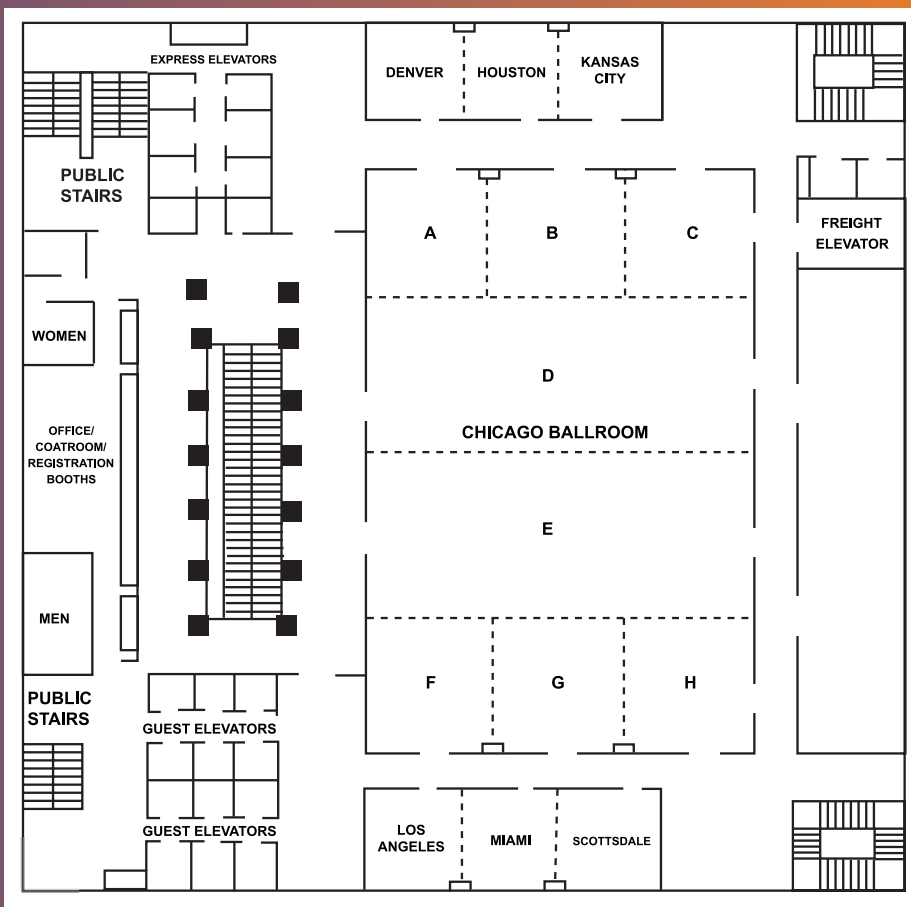 EXPRESS ELEVATORS
DENVER
HOUSTON
KANSAS
CITY
PUBLIC
STAIRS
A
B
C
FREIGHT
ELEVATOR
WOMEN
D
OFFICE/
COATROOM/
REGISTRATION
BOOTHS
CHICAGO BALLROOM
E
MEN
F
G
H
PUBLIC
STAIRS
GUEST ELEVATORS
GUEST ELEVATORS
LOS
ANGELES
MIAMI
SCOTTSDALE